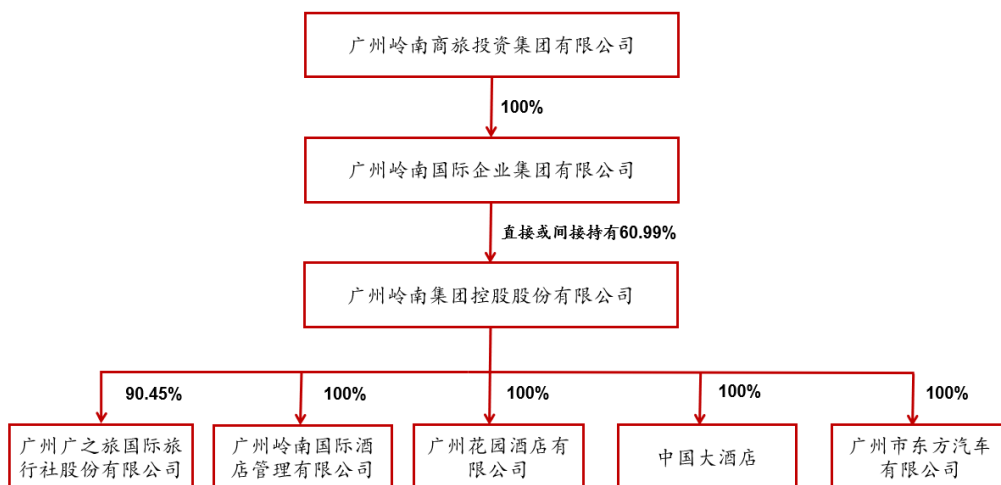 广州岭南商旅投资集团有限公司
100%
广州岭南国际企业集团有限公司
直接或间接持有60.99%
广州岭南集团控股股份有限公司
90.45%
100%
100%
100%
100%
广州广之旅国际旅
行社股份有限公司
广州岭南国际酒
店管理有限公司
广州花园酒店有
限公司
中国大酒店
广州市东方汽车
有限公司